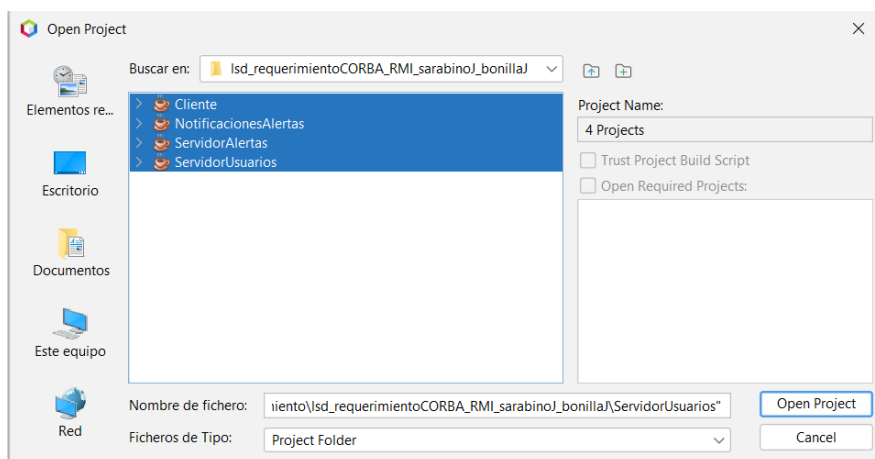 Open Project
Buscar en:
lsd_requerimientoCORBA_RMI_sarabinoJ_bonillaJ
Elementos re...
Escritorio
Documentos
Este equipo
Red
Cliente
NotificacionesAlertas
ServidorAlertas
ServidorUsuarios
Project Name:
4 Projects
Trust Project Build Script
Open Required Projects:
Nombre de fichero:
niento\lsd_requerimientoCORBA_RMI_sarabinoJ_bonillaJ\ServidorUsuarios"
Open Project
Ficheros de Tipo:
Project Folder
Cancel